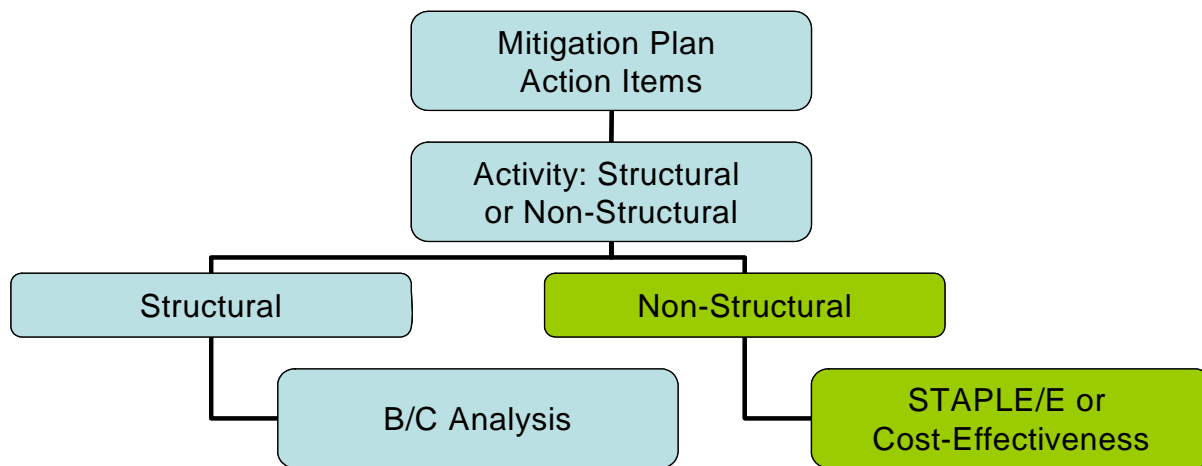 Mitigation Plan
Action Items
Activity: Structural
or Non-Structural
Structural
Non-Structural
B/C Analysis
STAPLE/E or
Cost-Effectiveness